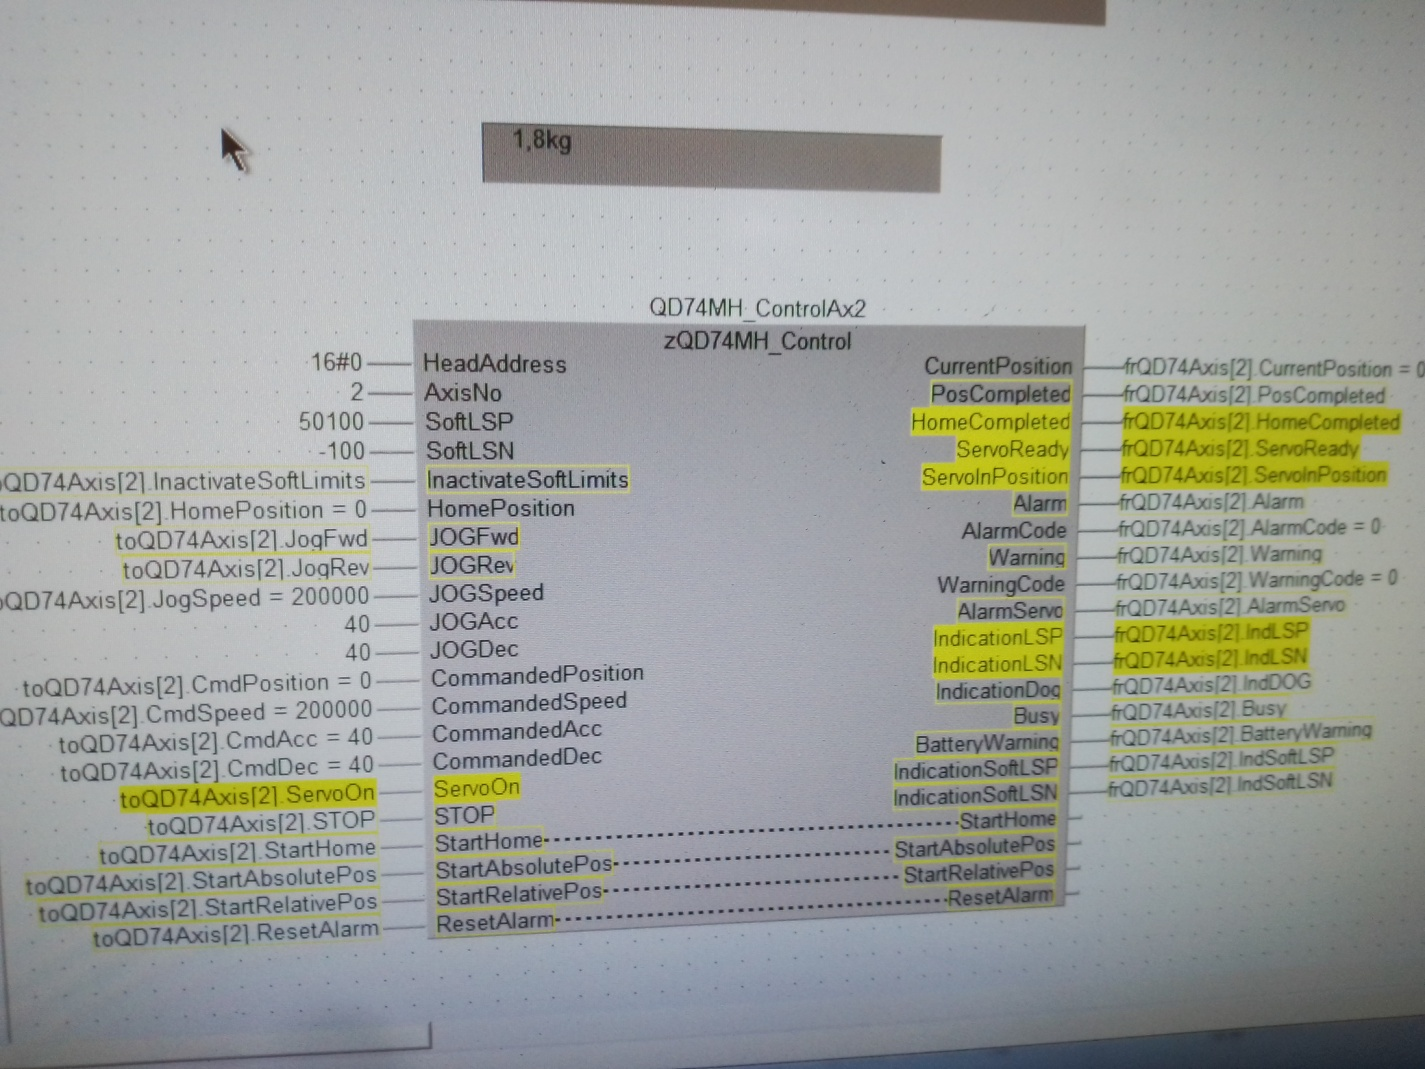 1,8kg
QD74MH_ControlAx2
zQD74MH_Control
16#0 HeadAddress CurrentPosition frQD74Axis[2].CurrentPosition = 0
2 AxisNo PosCompleted frQD74Axis[2].PosCompleted
50100 SoftLSP HomeCompleted frQD74Axis[2].HomeCompleted
-100 SoftLSN ServoReady frQD74Axis[2].ServoReady
oQD74Axis[2].InactivateSoftLimits InactivateSoftLimits ServoInPosition frQD74Axis[2].ServoInPosition
toQD74Axis[2].HomePosition = 0 HomePosition Alarm frQD74Axis[2].Alarm
toQD74Axis[2].JogFwd JOGFwd AlarmCode frQD74Axis[2].AlarmCode = 0
toQD74Axis[2].JogRev JOGRev Warning frQD74Axis[2].Warning
oQD74Axis[2].JogSpeed = 200000 JOGSpeed WarningCode frQD74Axis[2].WarningCode = 0
40 JOGAcc AlarmServo frQD74Axis[2].AlarmServo
40 JOGDec IndicationLSP frQD74Axis[2].IndLSP
toQD74Axis[2].CmdPosition = 0 CommandedPosition IndicationLSN frQD74Axis[2].IndLSN
QD74Axis[2].CmdSpeed = 200000 CommandedSpeed IndicationDog frQD74Axis[2].IndDOG
toQD74Axis[2].CmdAcc = 40 CommandedAcc Busy frQD74Axis[2].Busy
toQD74Axis[2].CmdDec = 40 CommandedDec BatteryWarning frQD74Axis[2].BatteryWarning
toQD74Axis[2].ServoOn ServoOn IndicationSoftLSP frQD74Axis[2].IndSoftLSP
toQD74Axis[2].STOP STOP IndicationSoftLSN frQD74Axis[2].IndSoftLSN
toQD74Axis[2].StartHome StartHome StartHome
toQD74Axis[2].StartAbsolutePos StartAbsolutePos StartAbsolutePos
toQD74Axis[2].StartRelativePos StartRelativePos StartRelativePos
toQD74Axis[2].ResetAlarm ResetAlarm ResetAlarm